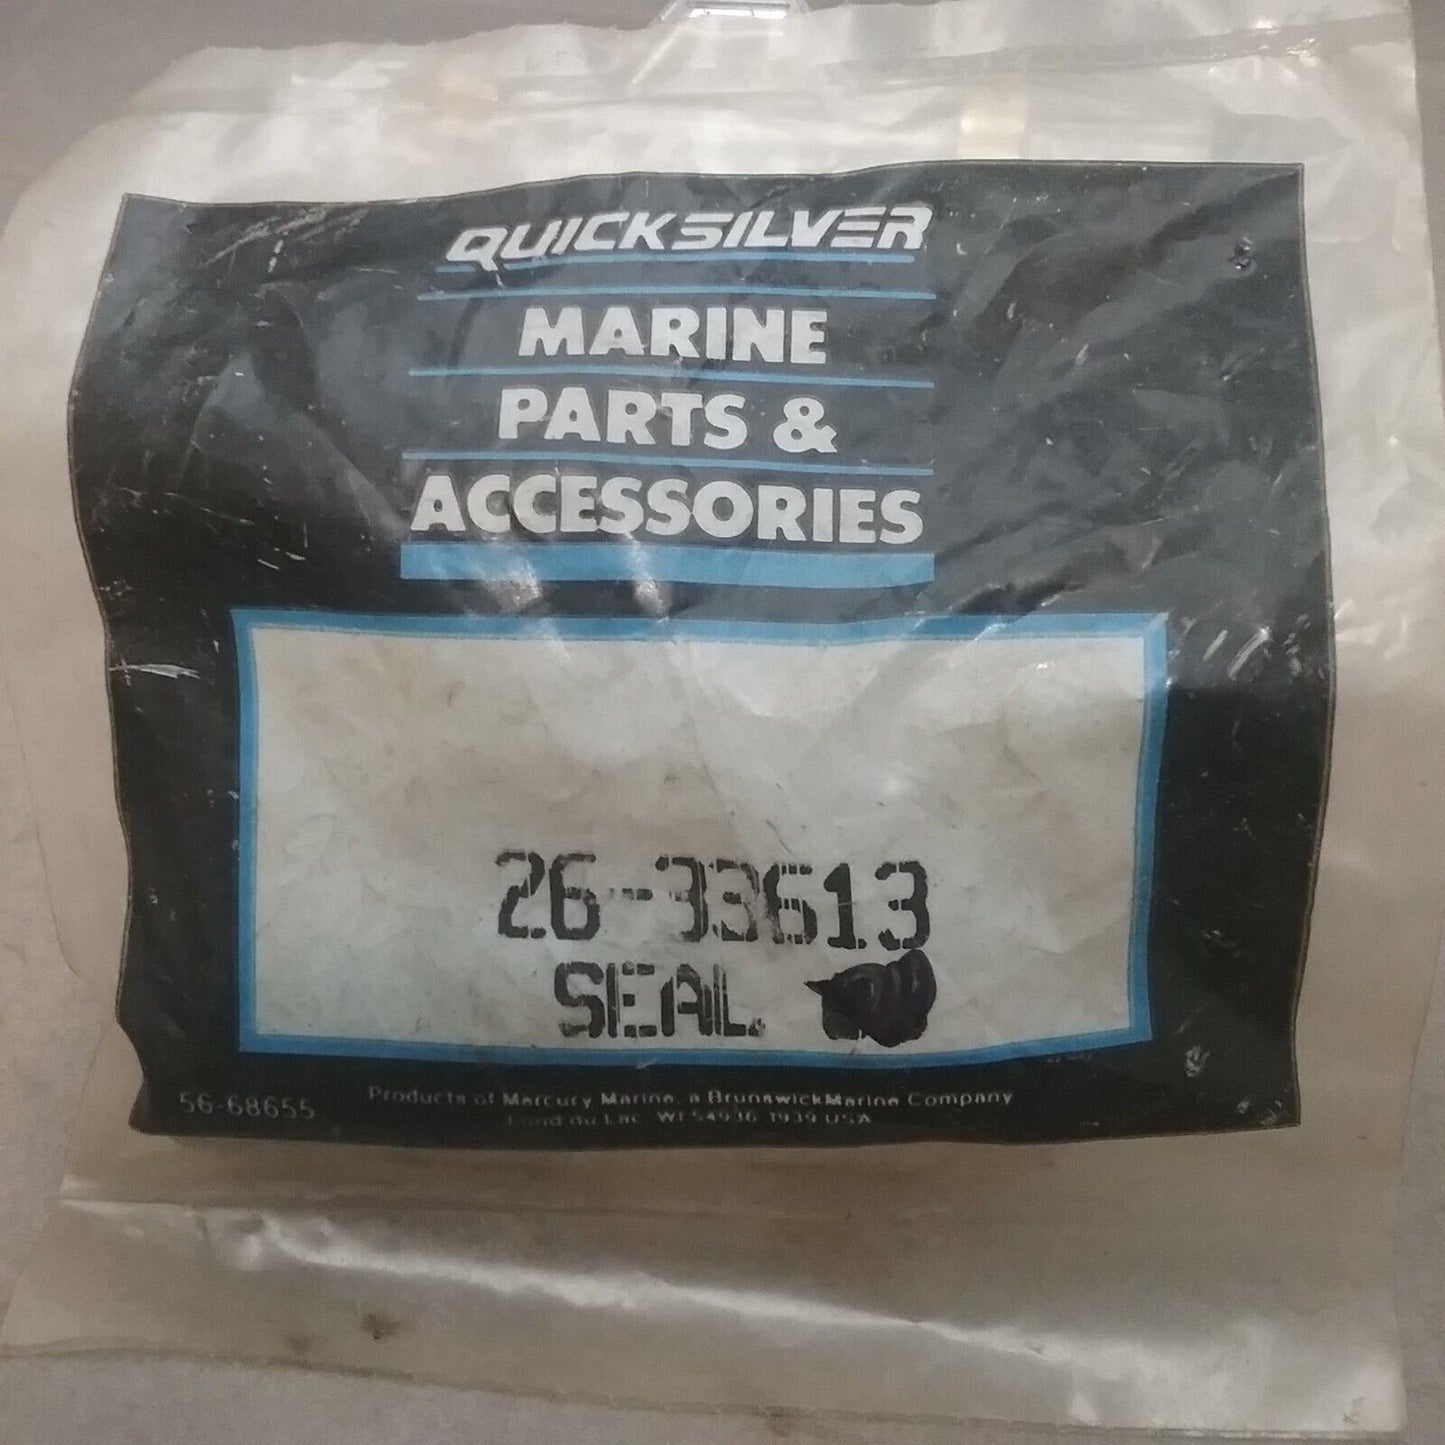 QUICKSILVER
MARINE
PARTS &
ACCESSORIES
26-33613
SEAL
56-68655
Products of Mercury Marine, a Brunswick Marine Company
Fond du Lac, WI 54936-1939 USA